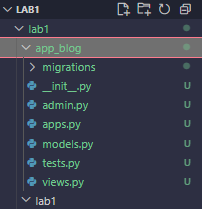 LAB1
lab1
app_blog
migrations
__init__.py U
admin.py U
apps.py U
models.py U
tests.py U
views.py U
lab1